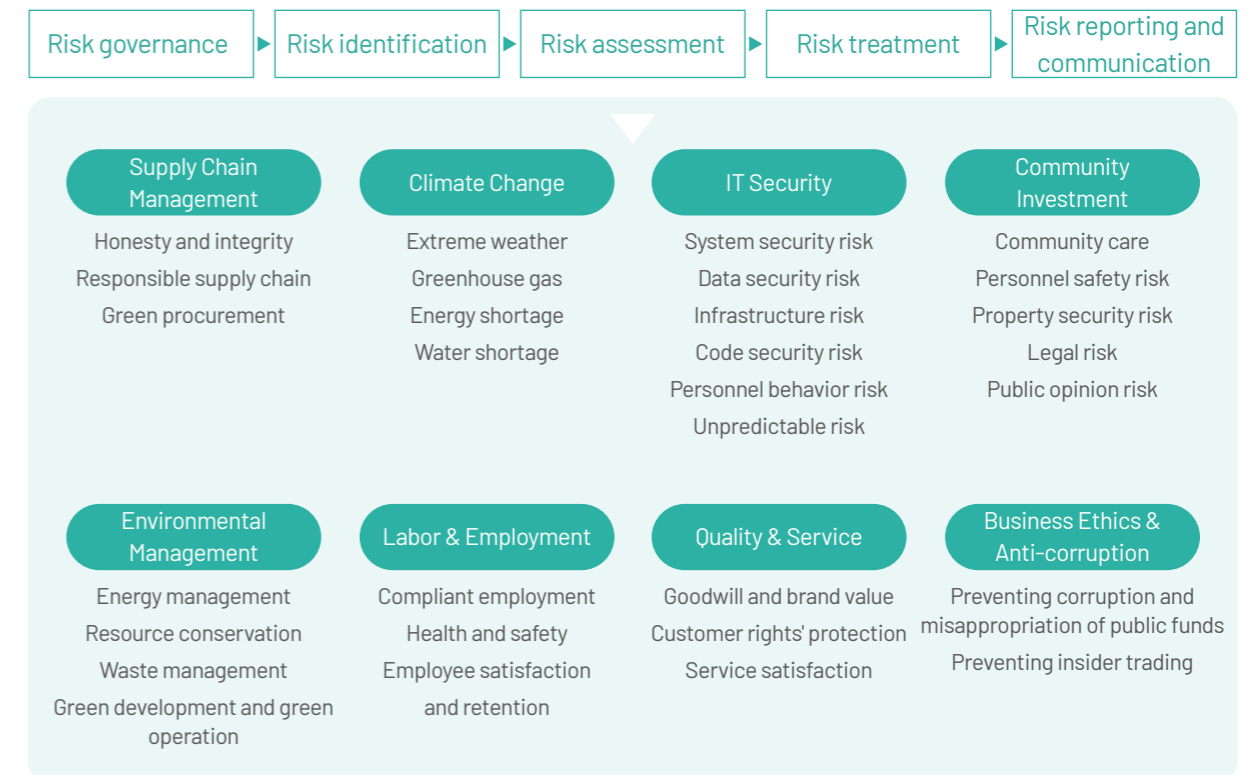 Risk governance
Risk identification
Risk assessment
Risk treatment
Risk reporting and
communication
Supply Chain
Management
Honesty and integrity
Responsible supply chain
Green procurement
Climate Change
Extreme weather
Greenhouse gas
Energy shortage
Water shortage
IT Security
System security risk
Data security risk
Infrastructure risk
Code security risk
Personnel behavior risk
Unpredictable risk
Community
Investment
Community care
Personnel safety risk
Property security risk
Legal risk
Public opinion risk
Environmental
Management
Energy management
Resource conservation
Waste management
Green development and green
operation
Labor & Employment
Compliant employment
Health and safety
Employee satisfaction
and retention
Quality & Service
Goodwill and brand value
Customer rights' protection
Service satisfaction
Business Ethics &
Anti-corruption
Preventing corruption and
misappropriation of public funds
Preventing insider trading